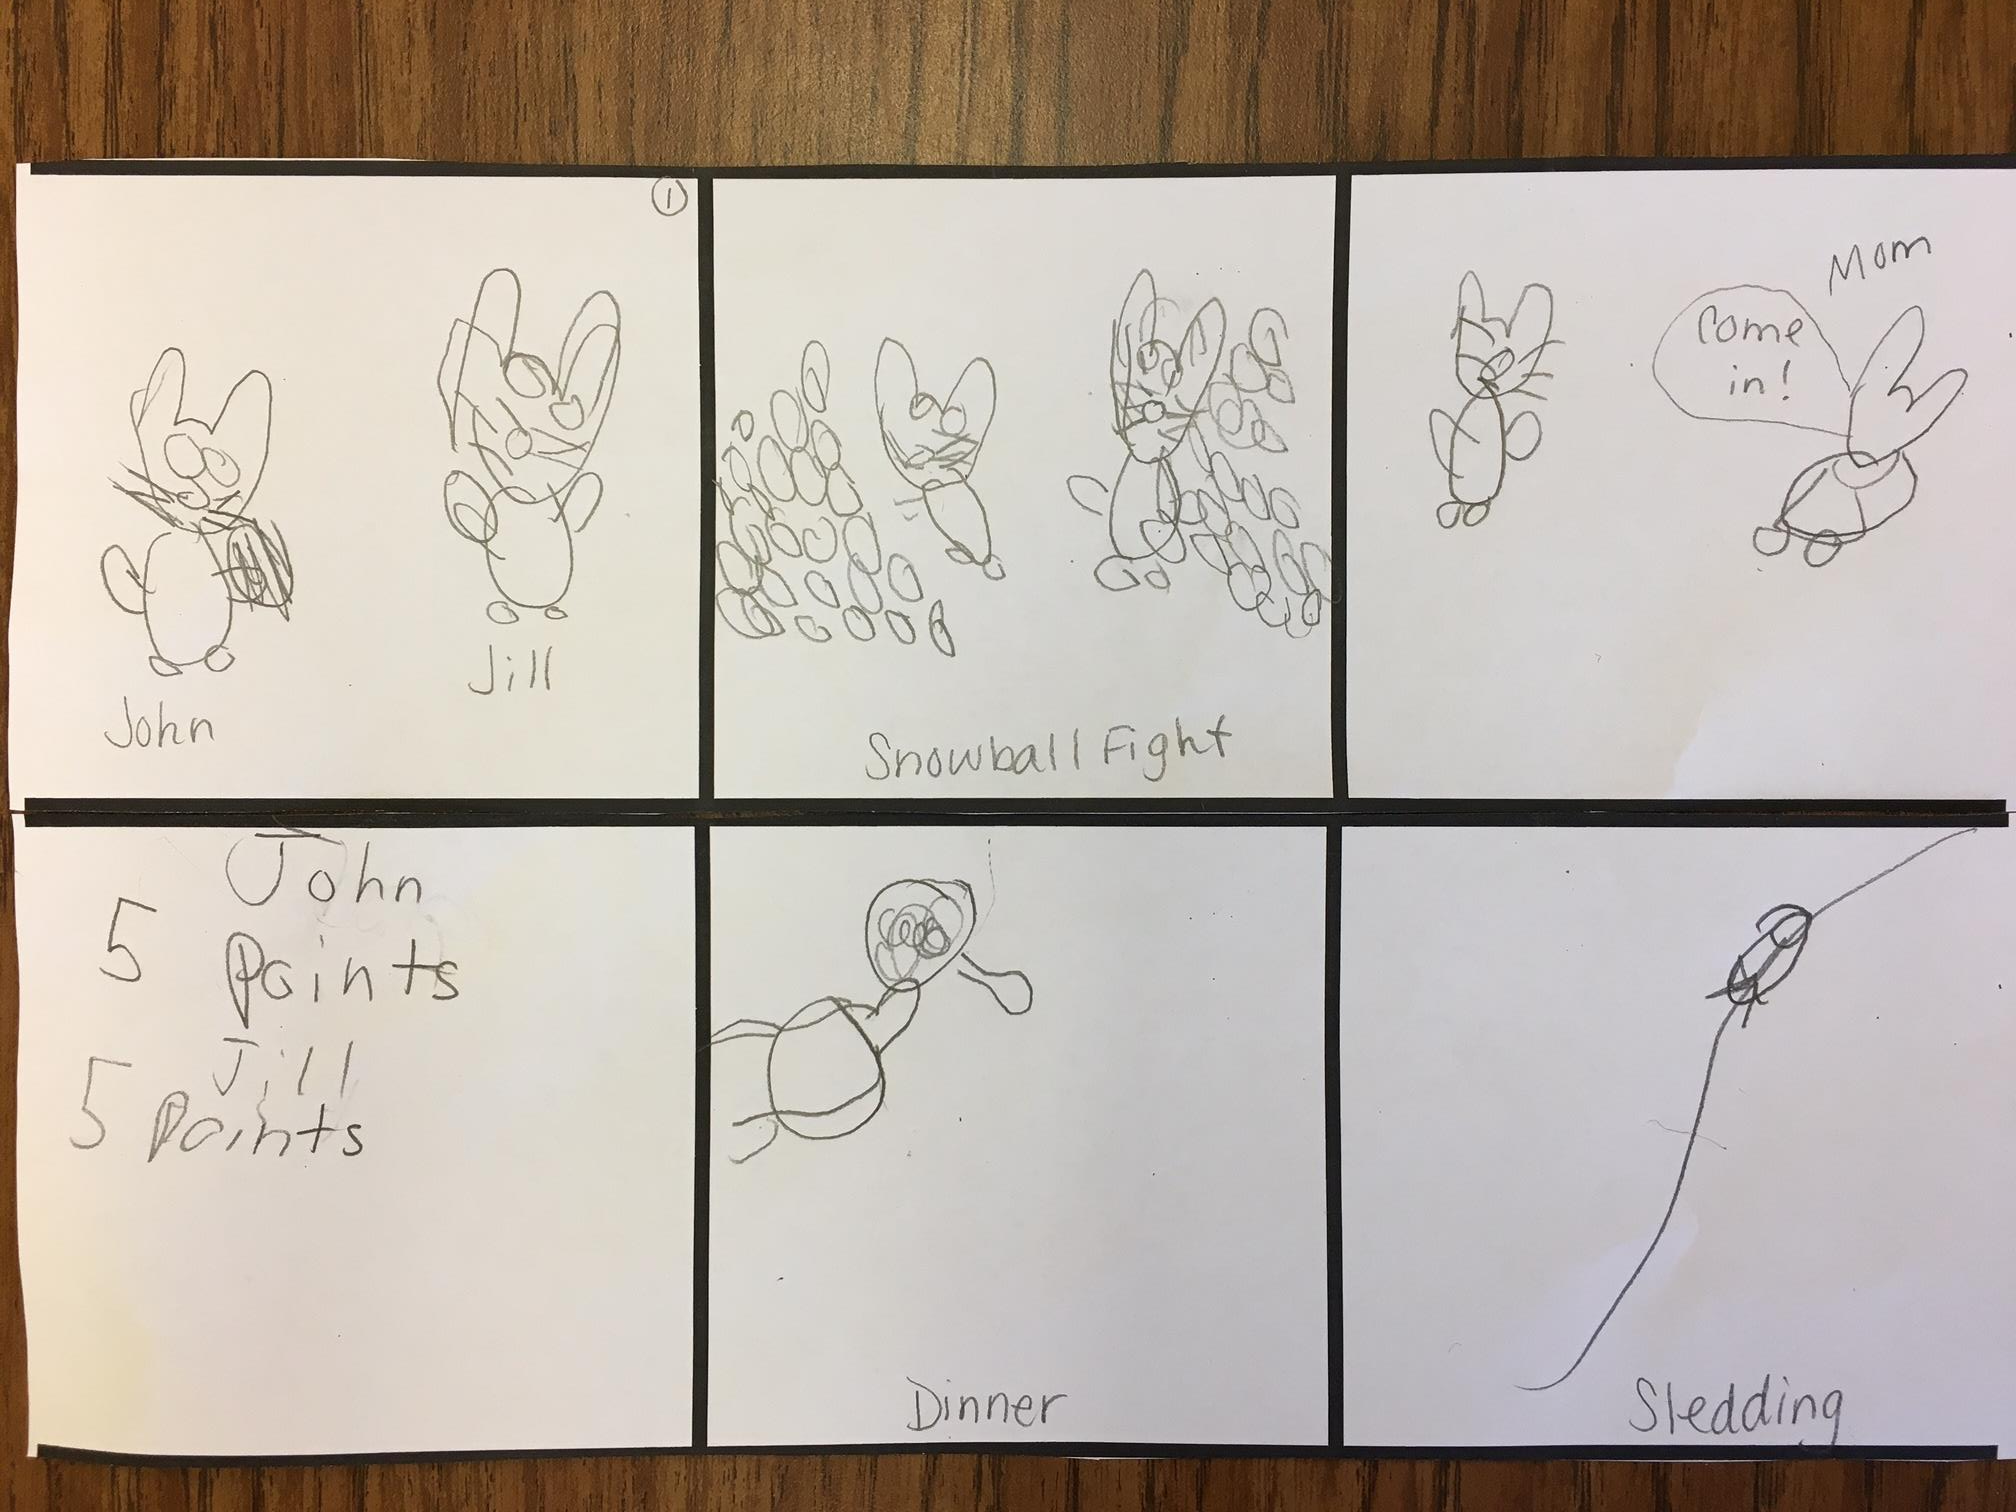 1
John
Jill
Snowball Fight
Mom
Come
in!
John
5 Points
Jill
5 Points
Dinner
Sledding